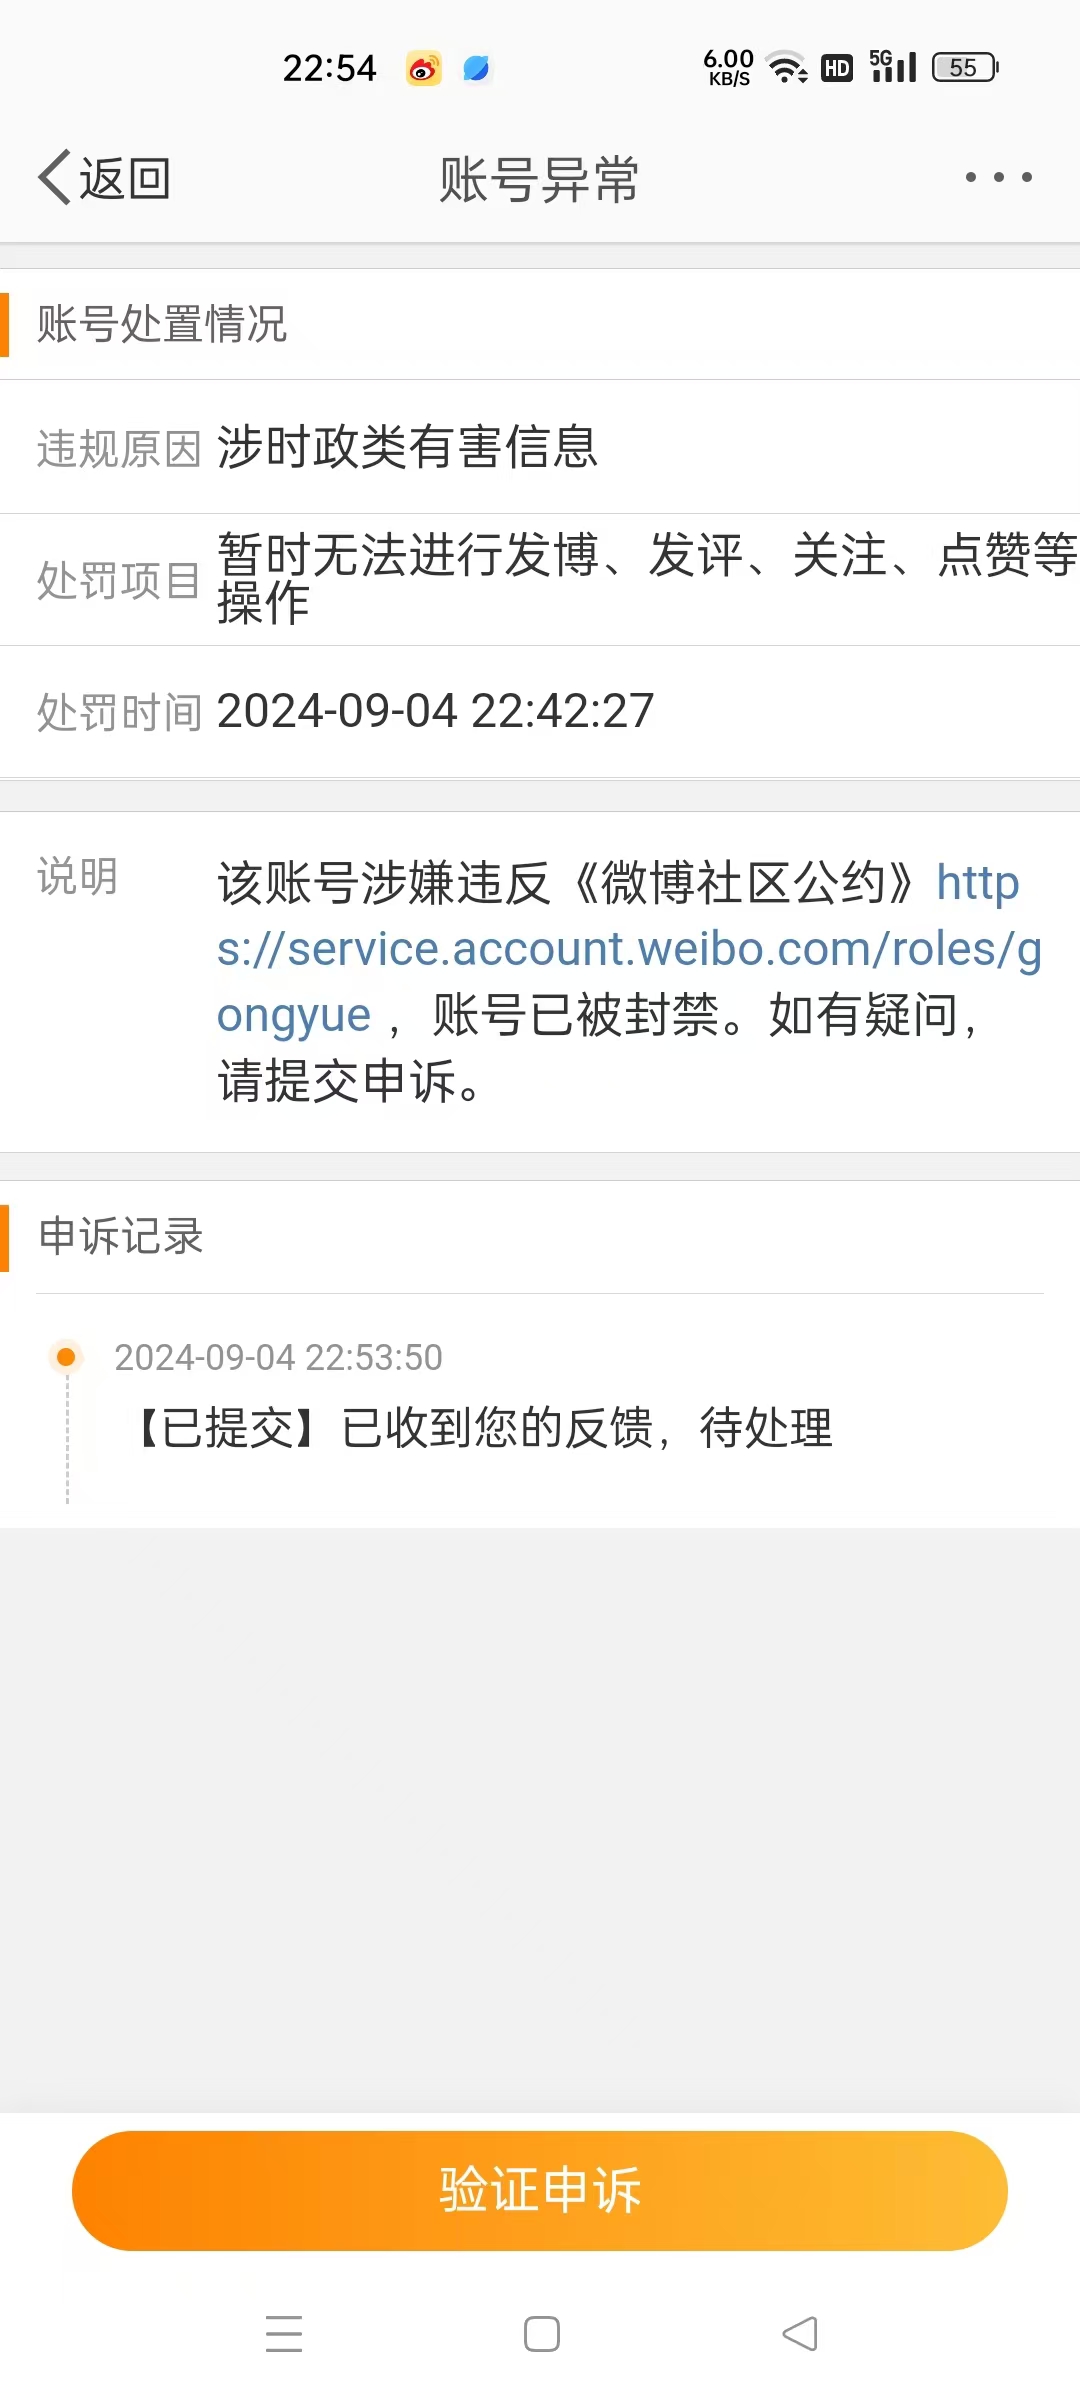 22:54
6.00
KB/S
HD
5G
55
返回
账号异常
账号处置情况
违规原因 涉时政类有害信息
处罚项目 暂时无法进行发博、发评、关注、点赞等
操作
处罚时间 2024-09-04 22:42:27
说明 该账号涉嫌违反《微博社区公约》http
s://service.account.weibo.com/roles/g
ongyue ，账号已被封禁。如有疑问，
请提交申诉。
申诉记录
2024-09-04 22:53:50
【已提交】已收到您的反馈，待处理
验证申诉